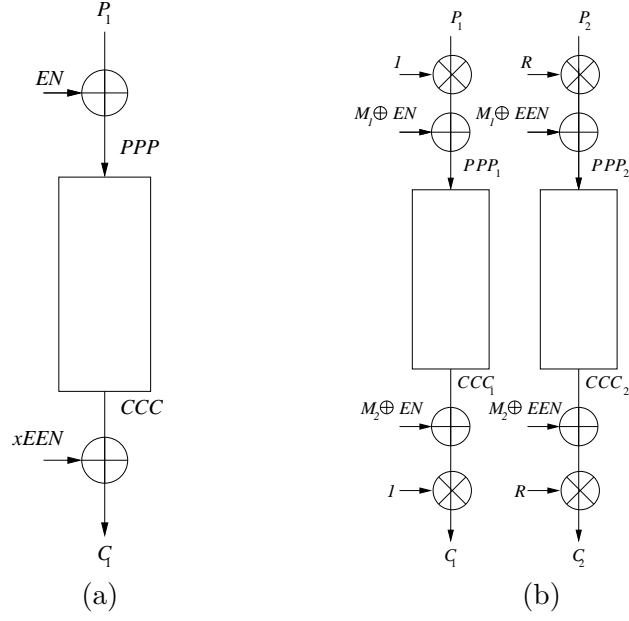 P₁
EN
PPP
CCC
xEEN
C₁
(a)
P₁ P₂
1 R
M₁⊕ EN M₁⊕ EEN
PPP₁ PPP₂
CCC₁ CCC₂
M₂⊕ EN M₂⊕ EEN
1 R
C₁ C₂
(b)